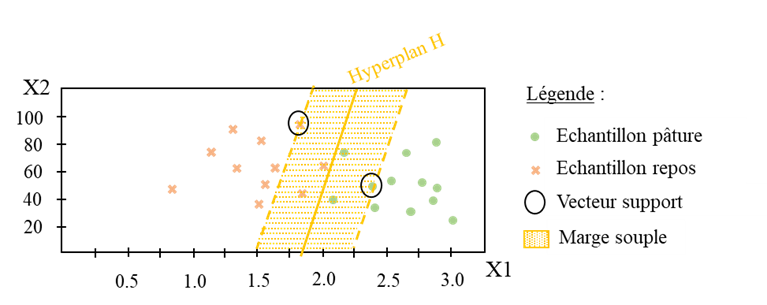 Hyperplan H
X2
100
80
60
40
20
0.5 1.0 1.5 2.0 2.5 3.0
X1
Légende :
Echantillon pâture
Echantillon repos
Vecteur support
Marge souple